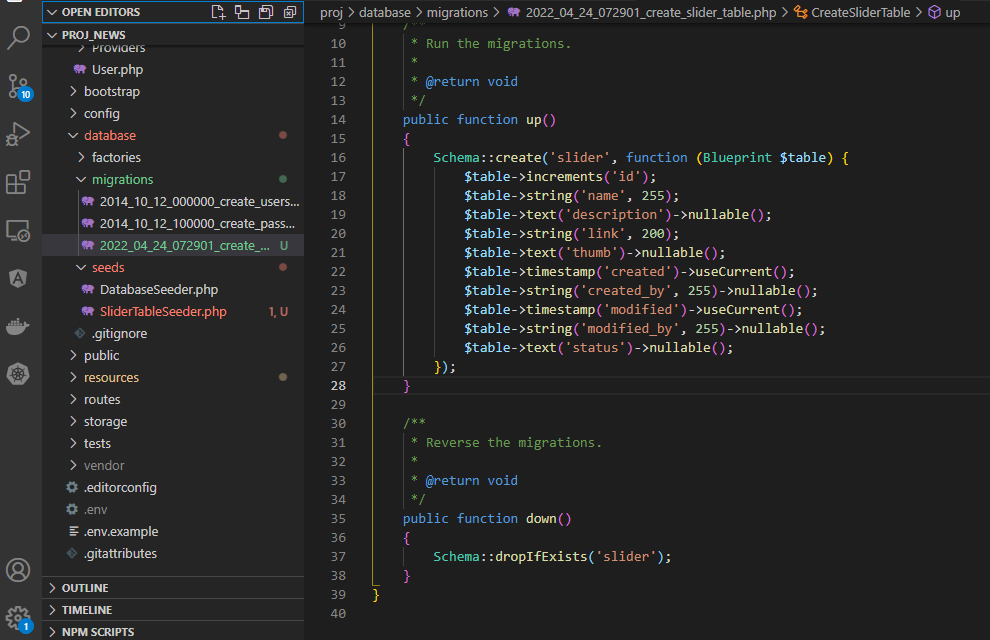 OPEN EDITORS
PROJ_NEWS
Providers
User.php
bootstrap
config
database
factories
migrations
2014_10_12_000000_create_users...
2014_10_12_100000_create_pass...
2022_04_24_072901_create_... U
seeds
DatabaseSeeder.php
SliderTableSeeder.php 1, U
.gitignore
public
resources
routes
storage
tests
vendor
.editorconfig
.env
.env.example
.gitattributes
OUTLINE
TIMELINE
NPM SCRIPTS
10
1
proj > database > migrations > 2022_04_24_072901_create_slider_table.php > CreateSliderTable > up
9 /**
10 * Run the migrations.
11 *
12 * @return void
13 */
14 public function up()
15 {
16 Schema::create('slider', function (Blueprint $table) {
17 $table->increments('id');
18 $table->string('name', 255);
19 $table->text('description')->nullable();
20 $table->string('link', 200);
21 $table->text('thumb')->nullable();
22 $table->timestamp('created')->useCurrent();
23 $table->string('created_by', 255)->nullable();
24 $table->timestamp('modified')->useCurrent();
25 $table->string('modified_by', 255)->nullable();
26 $table->text('status')->nullable();
27 });
28 }
29
30 /**
31 * Reverse the migrations.
32 *
33 * @return void
34 */
35 public function down()
36 {
37 Schema::dropIfExists('slider');
38 }
39 }
40